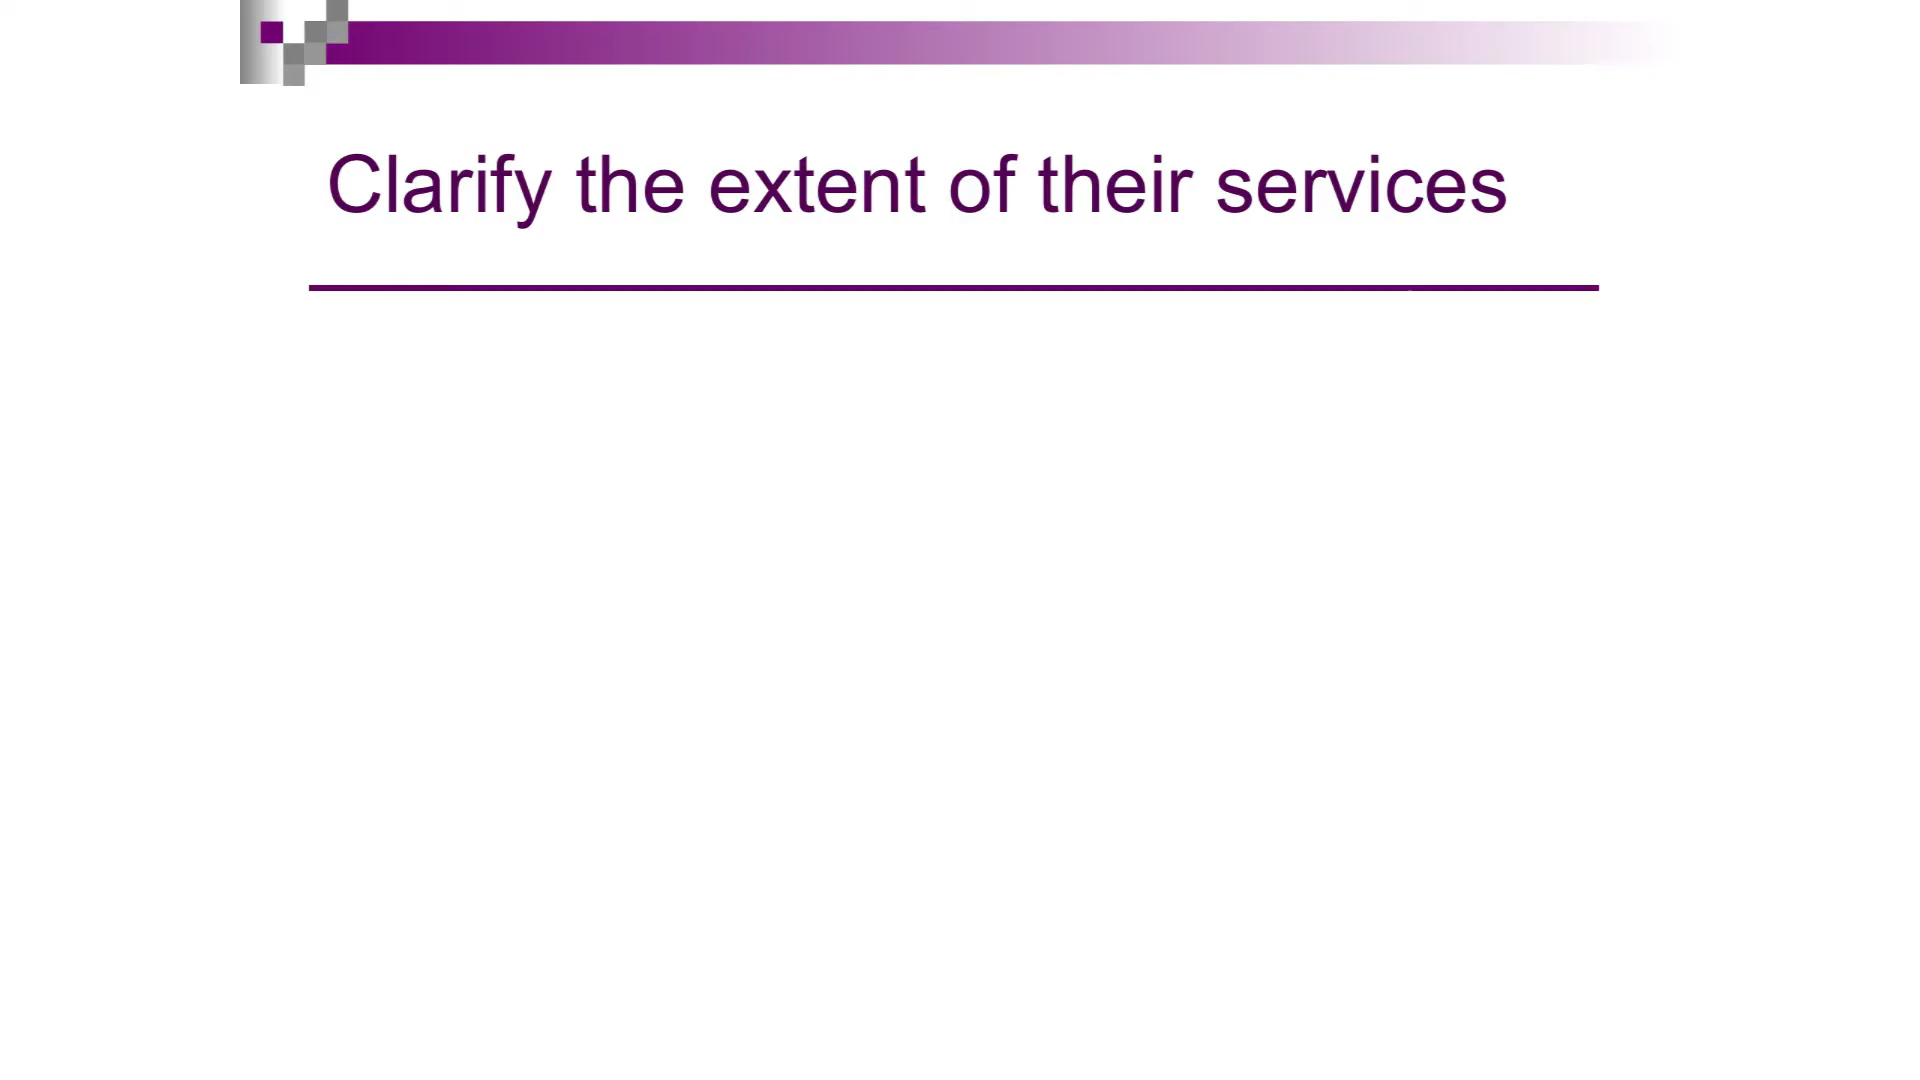 Clarify the extent of their services